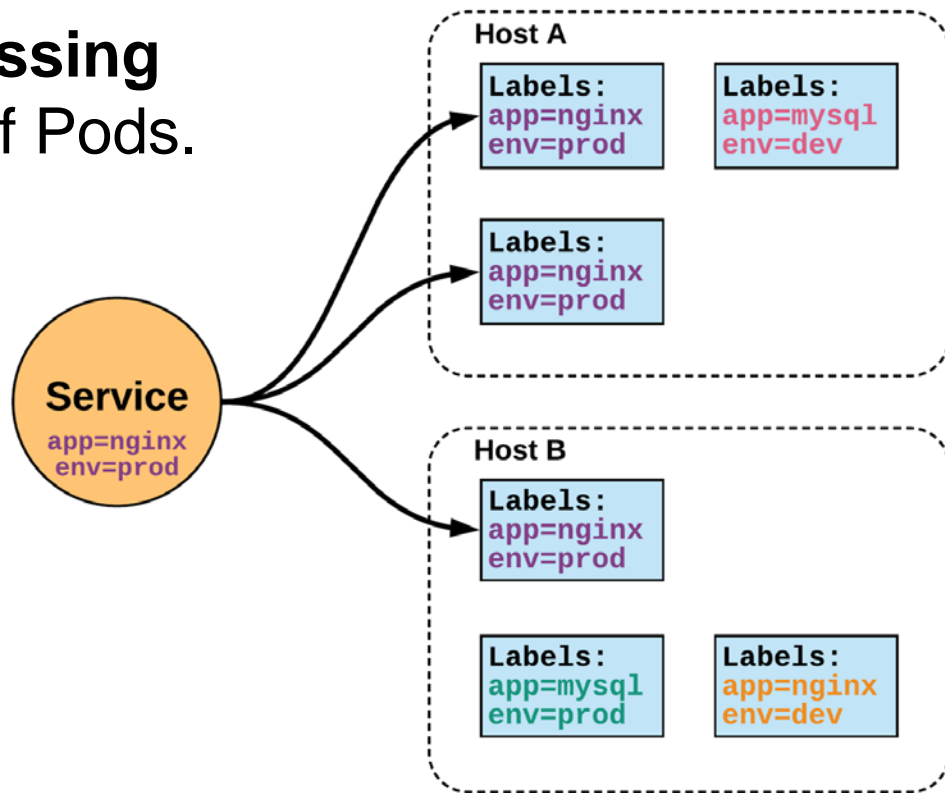 ssing
f Pods.
Host A
Labels:
app=nginx
env=prod
Labels:
app=mysql
env=dev
Labels:
app=nginx
env=prod
Service
app=nginx
env=prod
Host B
Labels:
app=nginx
env=prod
Labels:
app=mysql
env=prod
Labels:
app=nginx
env=dev